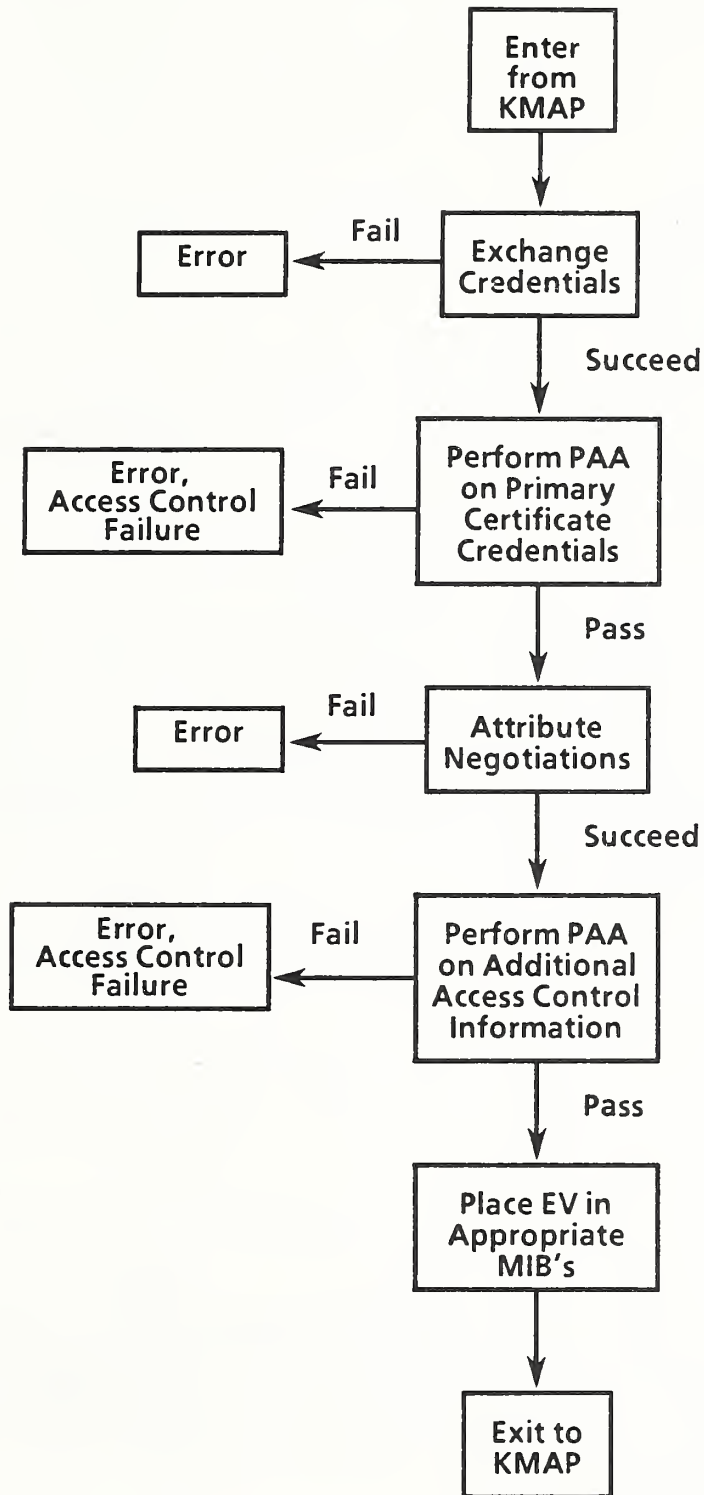 Enter
from
KMAP
Fail
Error
Exchange
Credentials
Succeed
Error,
Access Control
Failure
Fail
Perform PAA
on Primary
Certificate
Credentials
Pass
Error
Fail
Attribute
Negotiations
Succeed
Error,
Access Control
Failure
Fail
Perform PAA
on Additional
Access Control
Information
Pass
Place EV in
Appropriate
MIB's
Exit to
KMAP